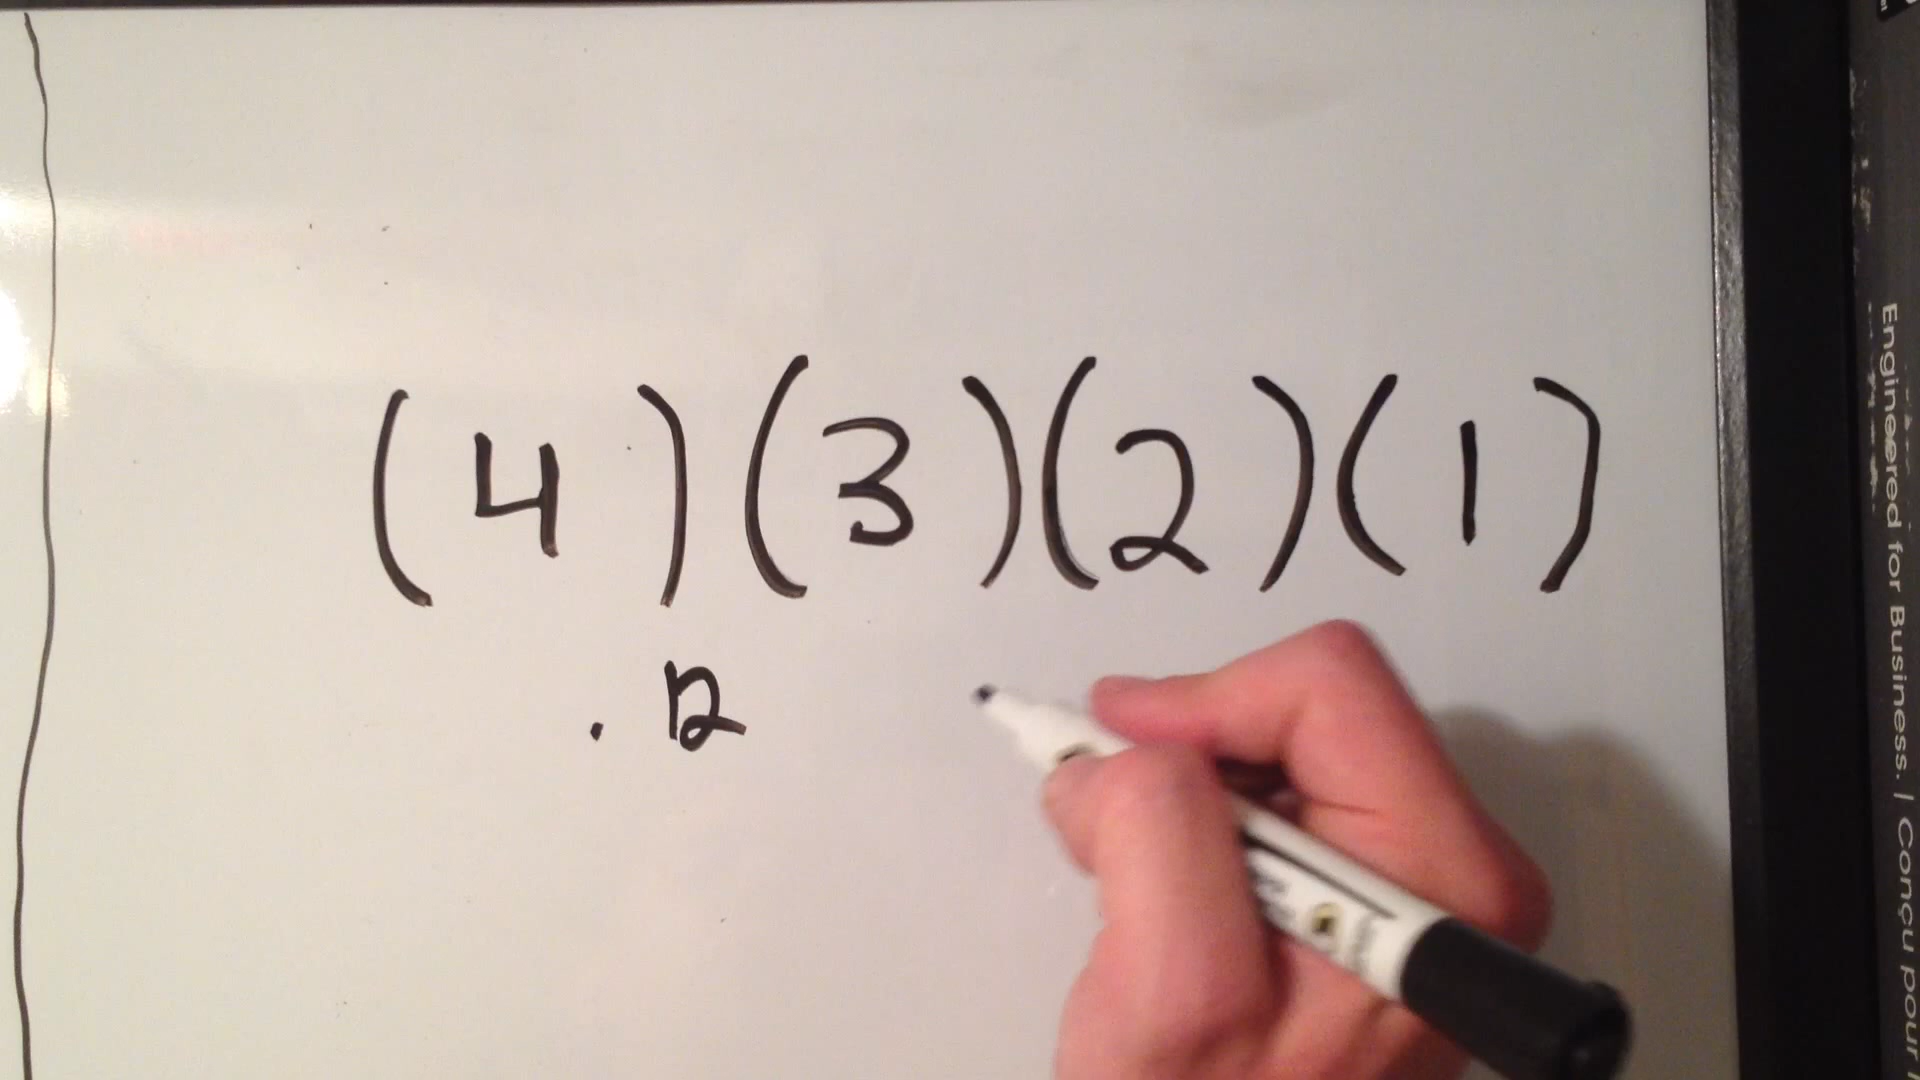 (4)(3)(2)(1)
. 12
Engineered for Business. | Conçu pour